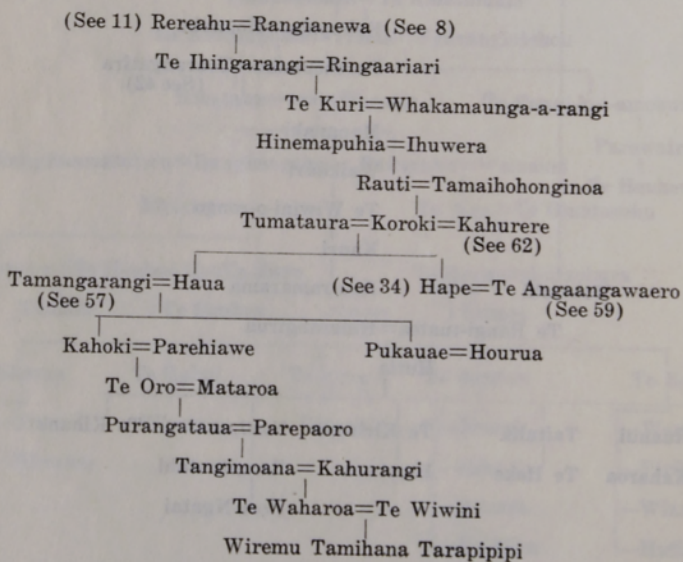 (See 11) Rereahu=Rangianewa (See 8)
Te Ihingarangi=Ringaariari
Te Kuri=Whakamaunga-a-rangi
Hinemapuhia=Ihuwera
Rauti=Tamaihohonginoa
Tumataura=Koroki=Kahurere
(See 62)
Tamangarangi=Haua (See 34) Hape=Te Angaangawaero
(See 57) (See 59)
Kahoki=Parehiawe Pukauae=Hourua
Te Oro=Mataroa
Purangataua=Parepaoro
Tangimoana=Kahurangi
Te Waharoa=Te Wiwini
Wiremu Tamihana Tarapipipi